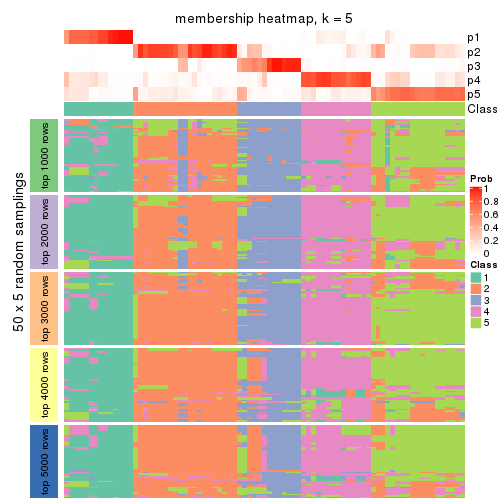 membership heatmap, k = 5
p1
p2
p3
p4
p5
Class
50 x 5 random samplings
top 1000 rows
top 2000 rows
top 3000 rows
top 4000 rows
top 5000 rows
Prob
1
0.8
0.6
0.4
0.2
0
Class
1
2
3
4
5